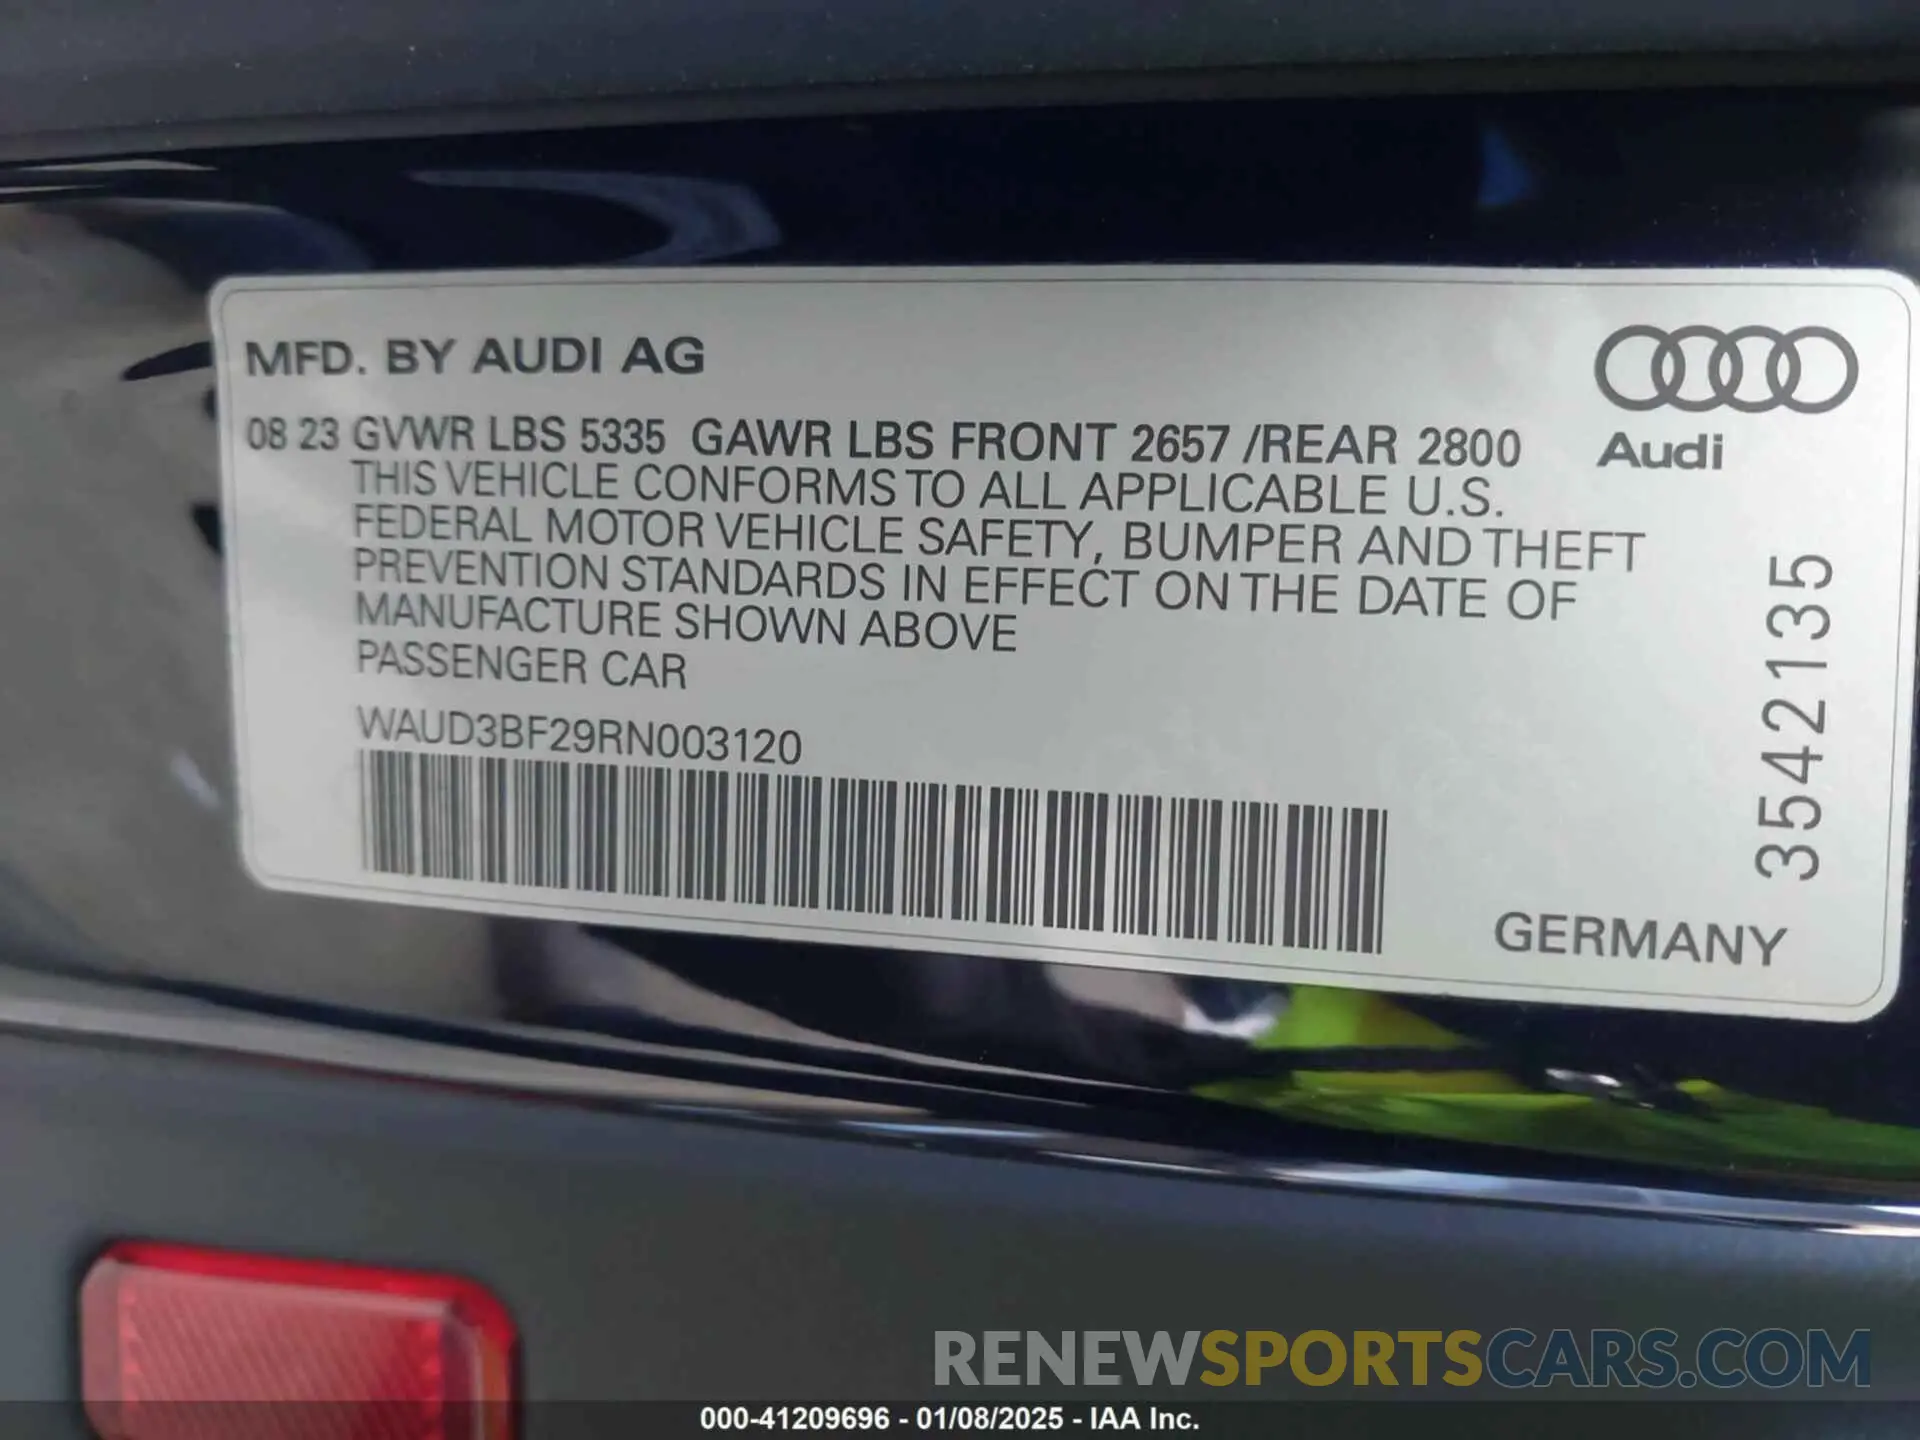 MFD. BY AUDI AG
08 23 GVWR LBS 5335 GAWR LBS FRONT 2657 /REAR 2800
THIS VEHICLE CONFORMS TO ALL APPLICABLE U.S.
FEDERAL MOTOR VEHICLE SAFETY, BUMPER AND THEFT
PREVENTION STANDARDS IN EFFECT ON THE DATE OF
MANUFACTURE SHOWN ABOVE
PASSENGER CAR
WAUD3BF29RN003120
Audi
3542135
GERMANY
RENEWSPORTSCARS.COM
000-41209696 - 01/08/2025 - IAA Inc.